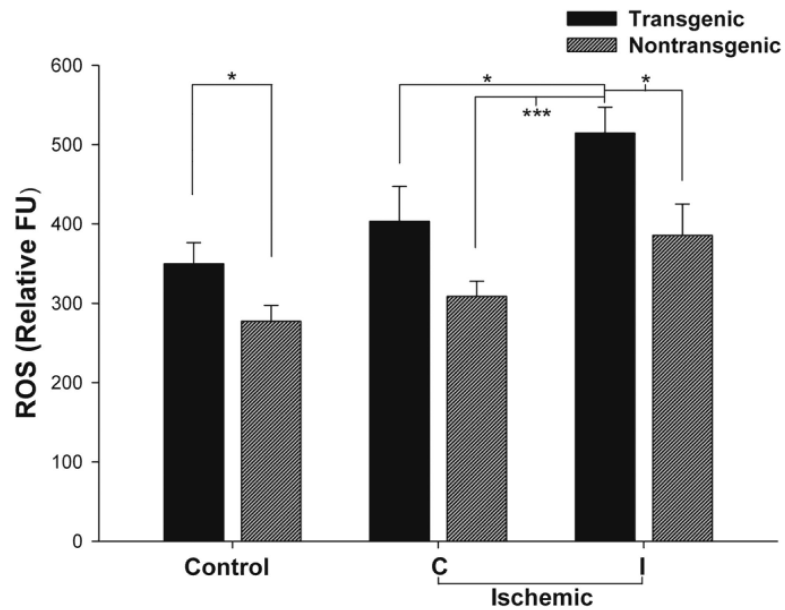 Transgenic
Nontransgenic
600
500
400
300
200
100
0
ROS (Relative FU)
*
*
***
*
Control
C
I
Ischemic